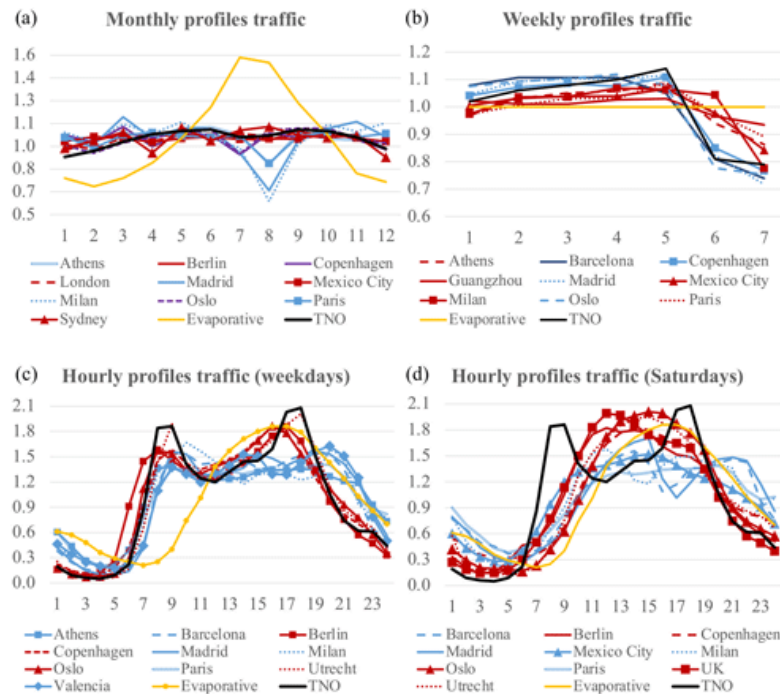 (a) Monthly profiles traffic
1.6
1.4
1.3
1.1
1.0
0.8
0.7
0.5
1 2 3 4 5 6 7 8 9 10 11 12
Athens Berlin Copenhagen
London Madrid Mexico City
Milan Oslo Paris
Sydney Evaporative TNO
(b) Weekly profiles traffic
1.2
1.1
1.0
0.9
0.8
0.7
0.6
1 2 3 4 5 6 7
Athens Barcelona Copenhagen
Guangzhou Madrid Mexico City
Milan Oslo Paris
Evaporative TNO
(c) Hourly profiles traffic (weekdays)
2.1
1.8
1.5
1.2
0.9
0.6
0.3
0.0
1 3 5 7 9 11 13 15 17 19 21 23
Athens Barcelona Berlin
Copenhagen Madrid Milan
Oslo Paris Utrecht
Valencia Evaporative TNO
(d) Hourly profiles traffic (Saturdays)
2.1
1.8
1.5
1.2
0.9
0.6
0.3
0.0
1 3 5 7 9 11 13 15 17 19 21 23
Barcelona Berlin Copenhagen
Madrid Mexico City Milan
Oslo Paris UK
Utrecht Evaporative TNO